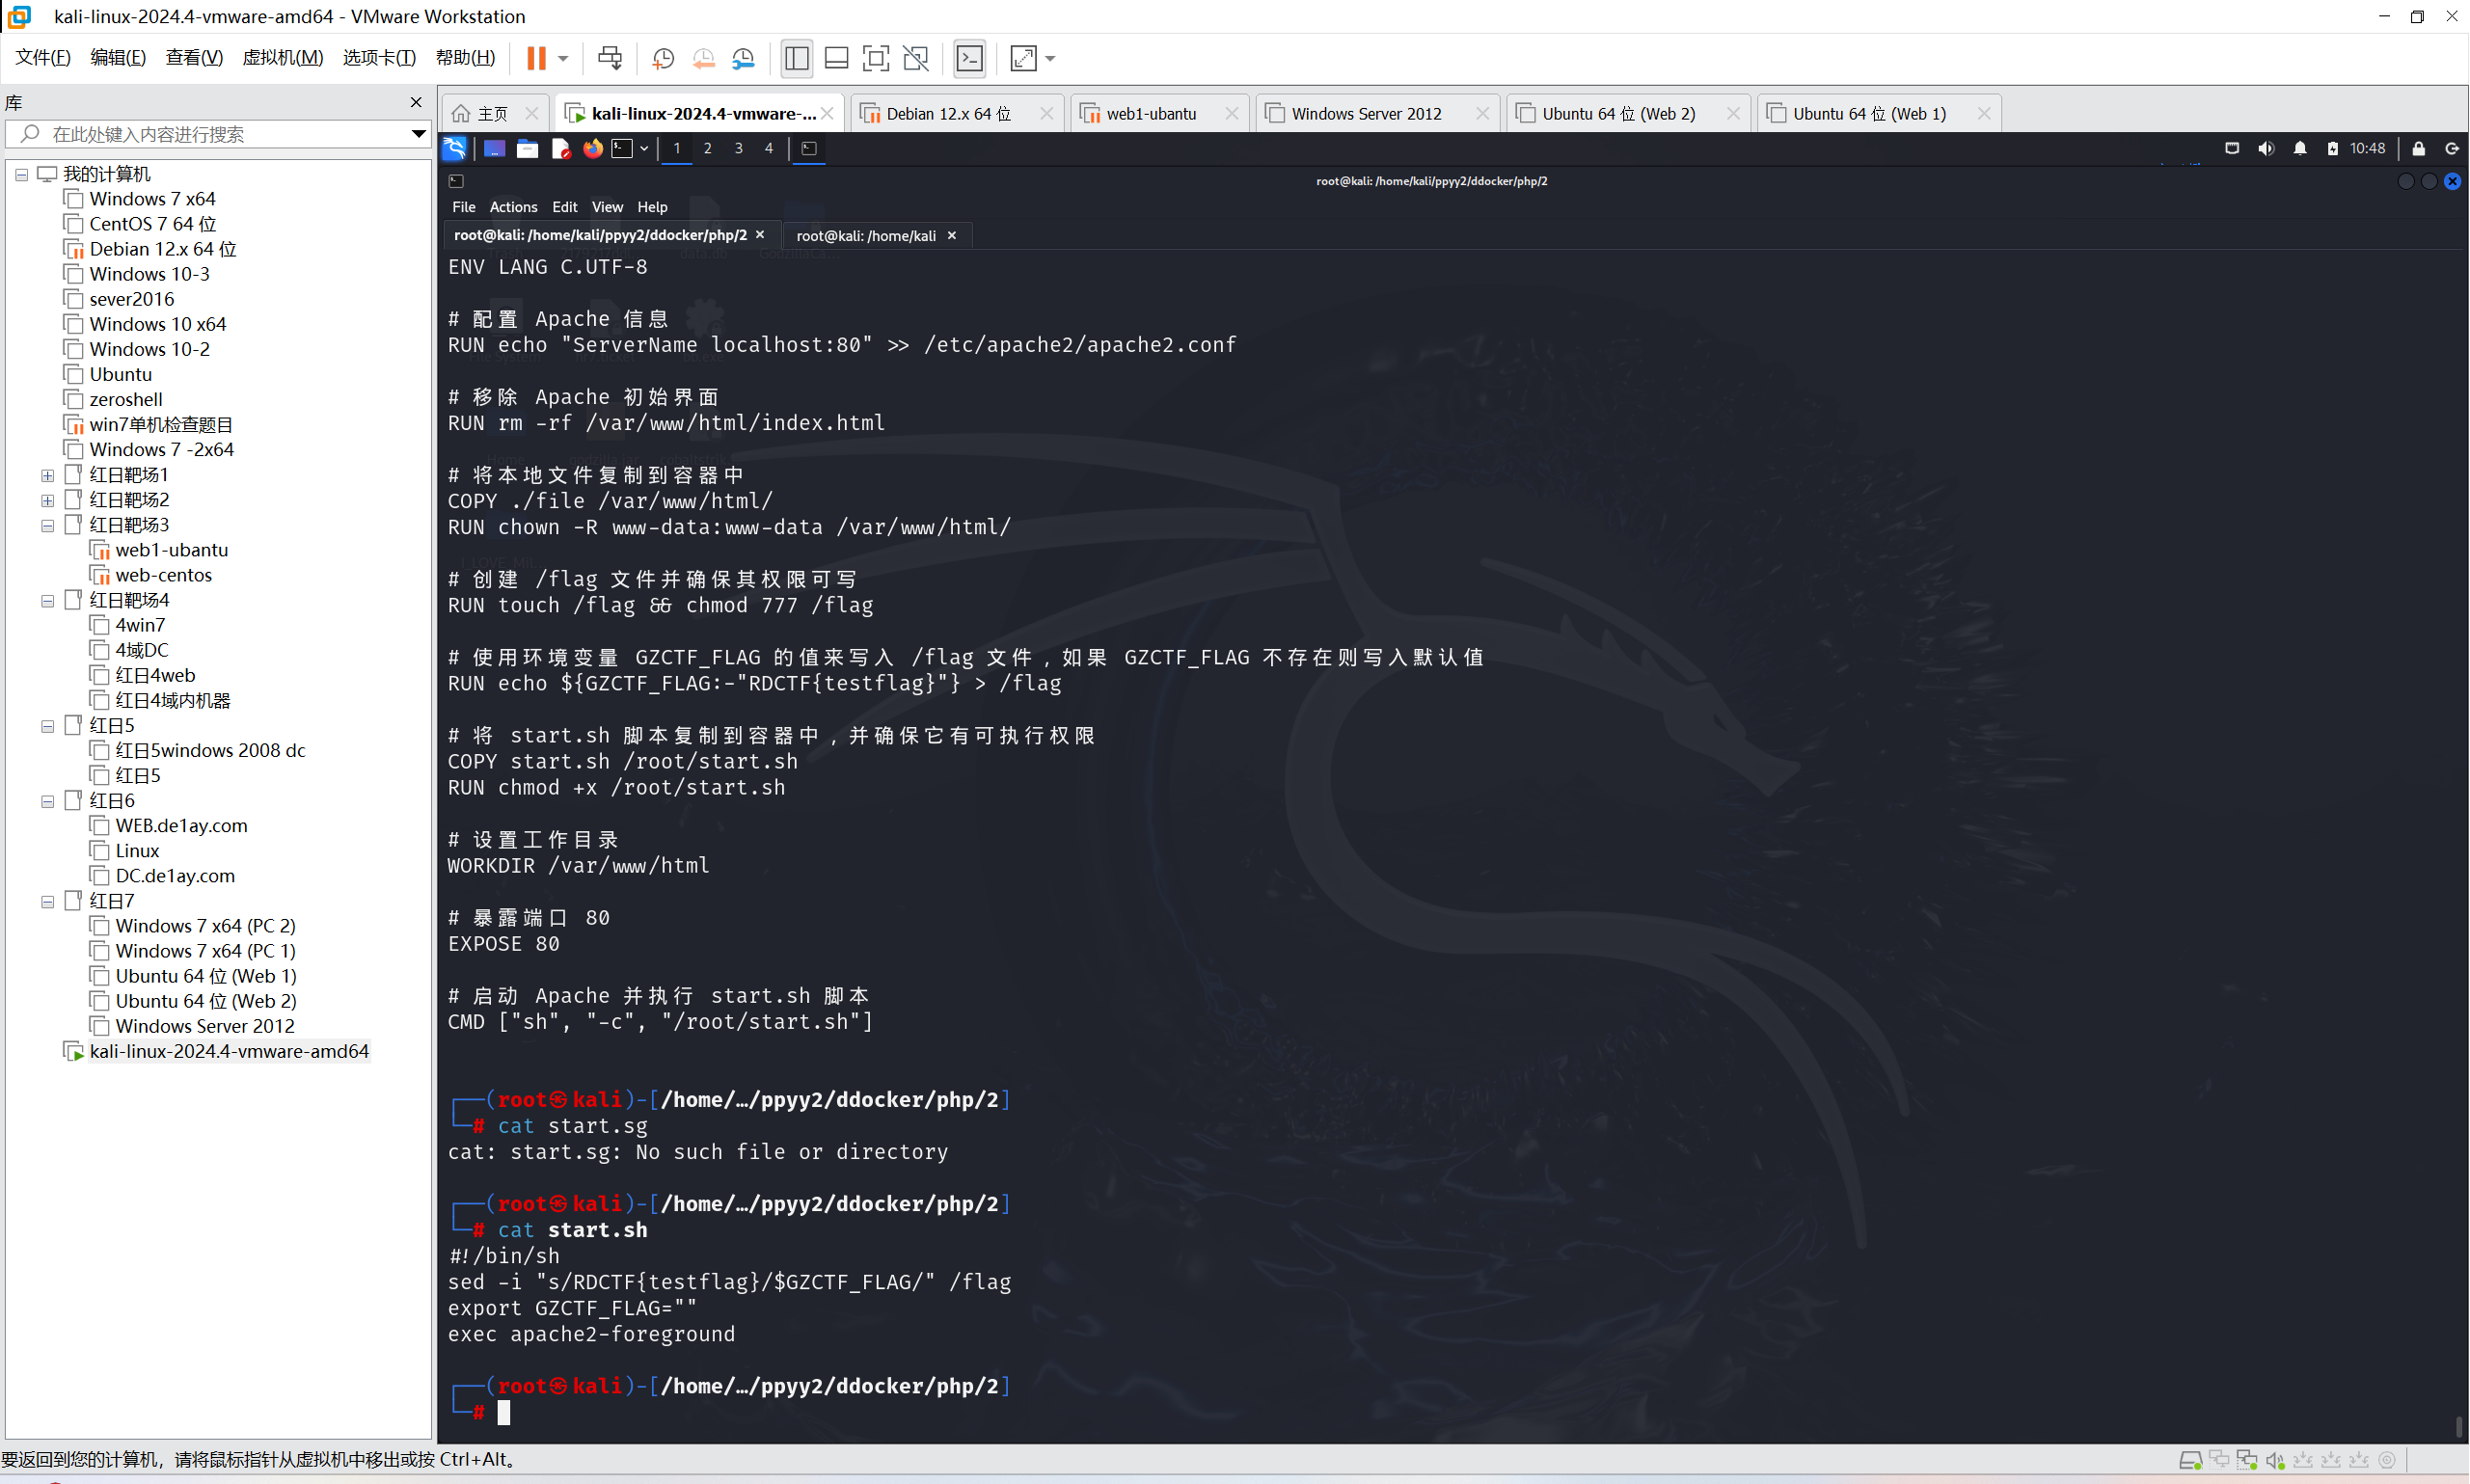 kali-linux-2024.4-vmware-amd64 - VMware Workstation
文件(F) 编辑(E) 查看(V) 虚拟机(M) 选项卡(T) 帮助(H)
库
在此处键入内容进行搜索
我的计算机
Windows 7 x64
CentOS 7 64 位
Debian 12.x 64 位
Windows 10-3
sever2016
Windows 10 x64
Windows 10-2
Ubuntu
zeroshell
win7单机检查题目
Windows 7 -2x64
红日靶场1
红日靶场2
红日靶场3
web1-ubantu
web-centos
红日靶场4
4win7
4域DC
红日4web
红日4域内机器
红日5
红日5windows 2008 dc
红日5
红日6
WEB.de1ay.com
Linux
DC.de1ay.com
红日7
Windows 7 x64 (PC 2)
Windows 7 x64 (PC 1)
Ubuntu 64 位 (Web 1)
Ubuntu 64 位 (Web 2)
Windows Server 2012
kali-linux-2024.4-vmware-amd64
主页 kali-linux-2024.4-vmware-... Debian 12.x 64 位 web1-ubantu Windows Server 2012 Ubuntu 64 位 (Web 2) Ubuntu 64 位 (Web 1)
1 2 3 4 10:48
root@kali: /home/kali/ppyy2/ddocker/php/2
File Actions Edit View Help
root@kali: /home/kali/ppyy2/ddocker/php/2 root@kali: /home/kali
ENV LANG C.UTF-8
# 配置 Apache 信息
RUN echo "ServerName localhost:80" >> /etc/apache2/apache2.conf
# 移除 Apache 初始界面
RUN rm -rf /var/www/html/index.html
# 将本地文件复制到容器中
COPY ./file /var/www/html/
RUN chown -R www-data:www-data /var/www/html/
# 创建 /flag 文件并确保其权限可写
RUN touch /flag && chmod 777 /flag
# 使用环境变量 GZCTF_FLAG 的值来写入 /flag 文件，如果 GZCTF_FLAG 不存在则写入默认值
RUN echo ${GZCTF_FLAG:-"RDCTF{testflag}"} > /flag
# 将 start.sh 脚本复制到容器中，并确保它有可执行权限
COPY start.sh /root/start.sh
RUN chmod +x /root/start.sh
# 设置工作目录
WORKDIR /var/www/html
# 暴露端口 80
EXPOSE 80
# 启动 Apache 并执行 start.sh 脚本
CMD ["sh", "-c", "/root/start.sh"]
┌──(root㉿kali)-[/home/…/ppyy2/ddocker/php/2]
└─# cat start.sg
cat: start.sg: No such file or directory
┌──(root㉿kali)-[/home/…/ppyy2/ddocker/php/2]
└─# cat start.sh
#!/bin/sh
sed -i "s/RDCTF{testflag}/$GZCTF_FLAG/" /flag
export GZCTF_FLAG=""
exec apache2-foreground
┌──(root㉿kali)-[/home/…/ppyy2/ddocker/php/2]
└─#
要返回到您的计算机，请将鼠标指针从虚拟机中移出或按 Ctrl+Alt。